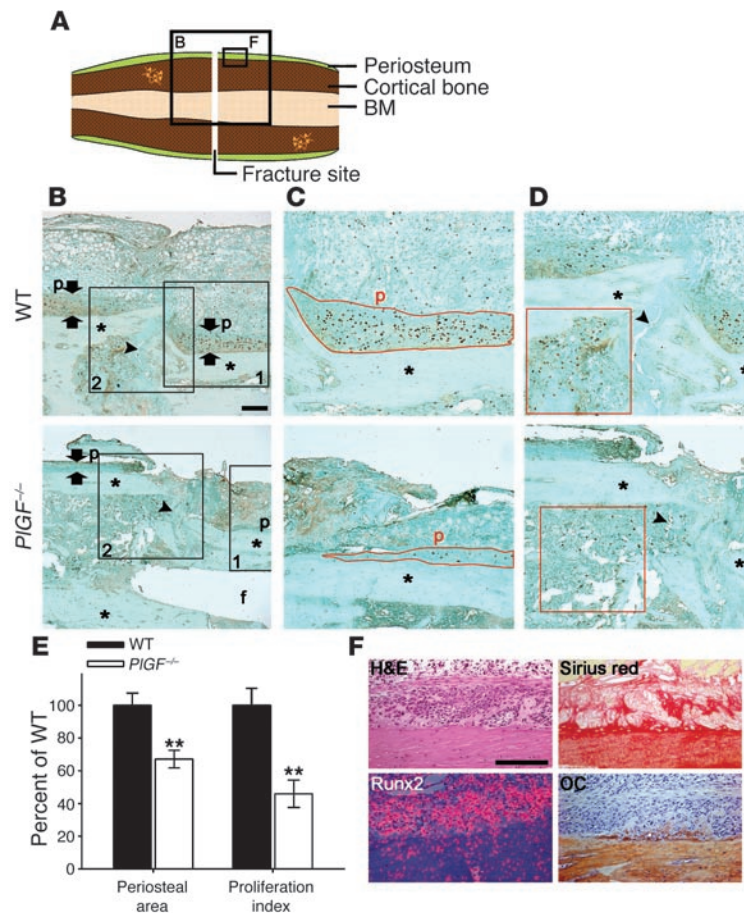 A
B
F
Periosteum
Cortical bone
BM
Fracture site
B
C
D
WT
p
p
*
*
2
1
p
*
*
*
PlGF–/–
p
*
2
p
*
1
f
*
p
*
*
*
E
WT
PlGF–/–
Percent of WT
100
80
60
40
20
0
**
**
Periosteal
area
Proliferation
index
F
H&E
Sirius red
Runx2
OC